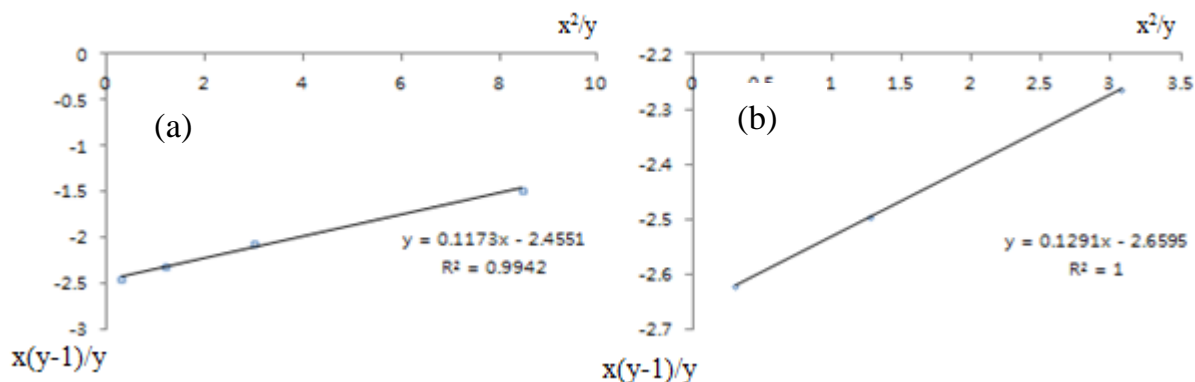 x²/y
0
0 2 4 6 8 10
-0.5
(a)
-1
-1.5
-2
y = 0.1173x - 2.4551
R² = 0.9942
-2.5
-3
x(y-1)/y
x²/y
-2.2
0 0.5 1 1.5 2 2.5 3 3.5
-2.3
(b)
-2.4
-2.5
y = 0.1291x - 2.6595
R² = 1
-2.6
-2.7
x(y-1)/y